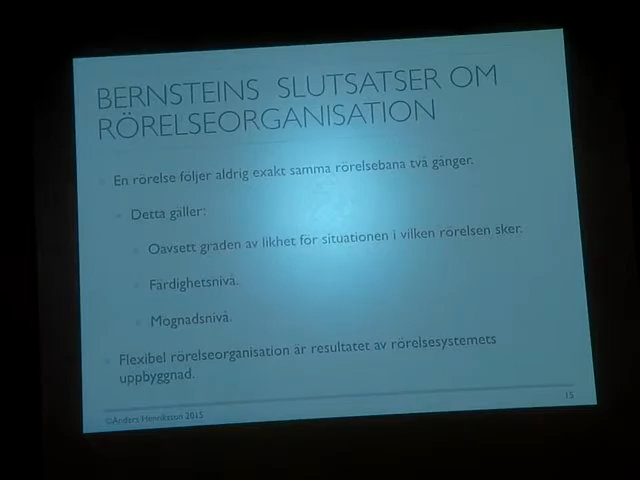 BERNSTEINS SLUTSATSER OM
RÖRELSEORGANISATION
En rörelse följer aldrig exakt samma rörelsebana två gånger.
Detta gäller:
Oavsett graden av likhet för situationen i vilken rörelsen sker.
Färdighetsnivå.
Mognadsnivå.
Flexibel rörelseorganisation är resultatet av rörelsesystemets
uppbyggnad.
©Anders Henriksson 2015
15